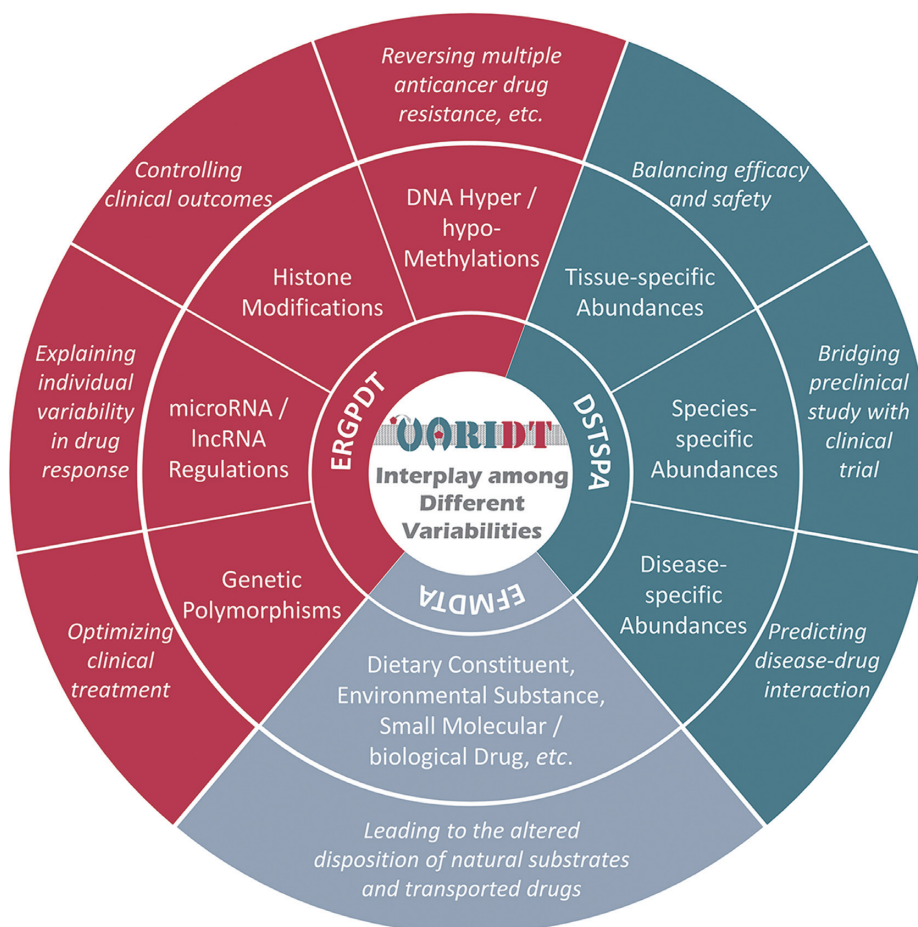 Reversing multiple
anticancer drug
resistance, etc.
Controlling
clinical outcomes
Balancing efficacy
and safety
DNA Hyper /
hypo-
Methylations
Histone
Modifications
Tissue-specific
Abundances
Explaining
individual
variability
in drug
response
microRNA /
lncRNA
Regulations
ERGPDT
VARIDT
Interplay among
Different
Variabilities
DSTSPA
Species-
specific
Abundances
Bridging
preclinical
study with
clinical
trial
Genetic
Polymorphisms
EFMDTA
Disease-
specific
Abundances
Optimizing
clinical
treatment
Predicting
disease-drug
interaction
Dietary Constituent,
Environmental Substance,
Small Molecular /
biological Drug, etc.
Leading to the altered
disposition of natural substrates
and transported drugs